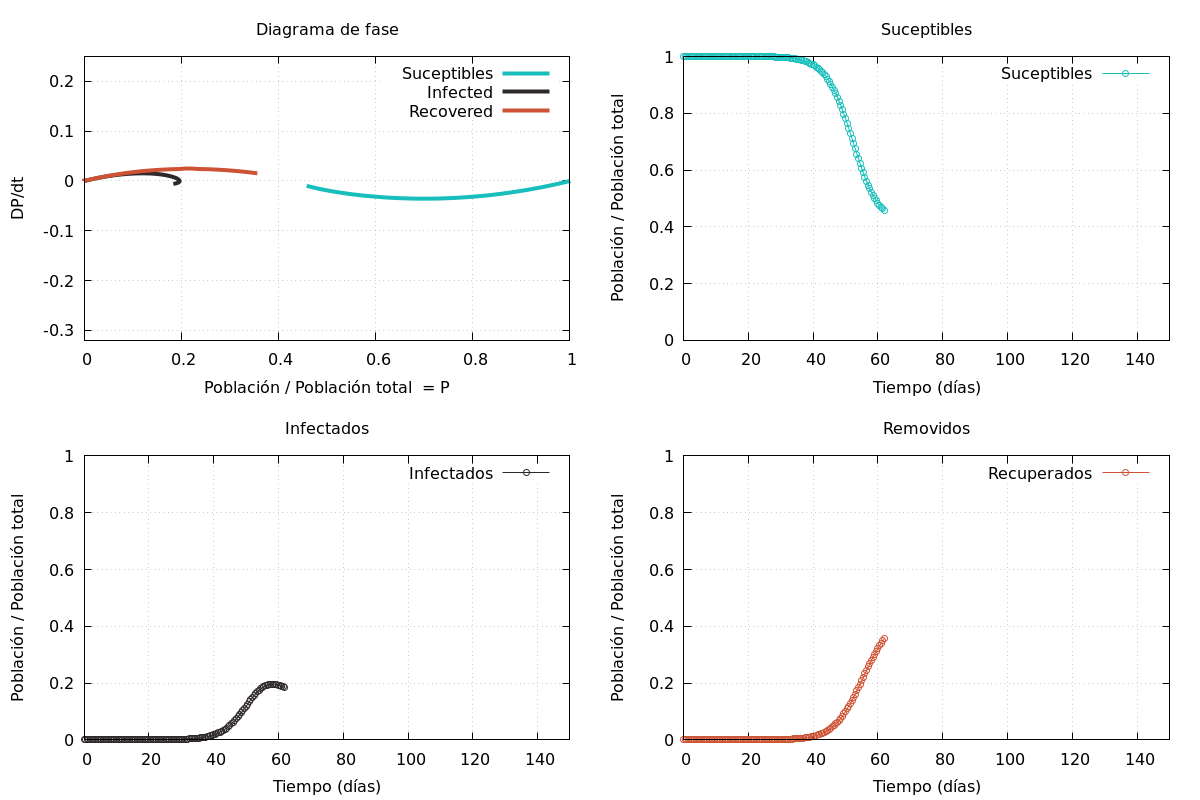 Diagrama de fase
0.2
0.1
0
-0.1
-0.2
-0.3
DP/dt
Suceptibles
Infected
Recovered
0 0.2 0.4 0.6 0.8 1
Población / Población total = P
Suceptibles
1
0.8
0.6
0.4
0.2
0
Población / Población total
Suceptibles
0 20 40 60 80 100 120 140
Tiempo (días)
Infectados
1
0.8
0.6
0.4
0.2
0
Población / Población total
Infectados
0 20 40 60 80 100 120 140
Tiempo (días)
Removidos
1
0.8
0.6
0.4
0.2
0
Población / Población total
Recuperados
0 20 40 60 80 100 120 140
Tiempo (días)